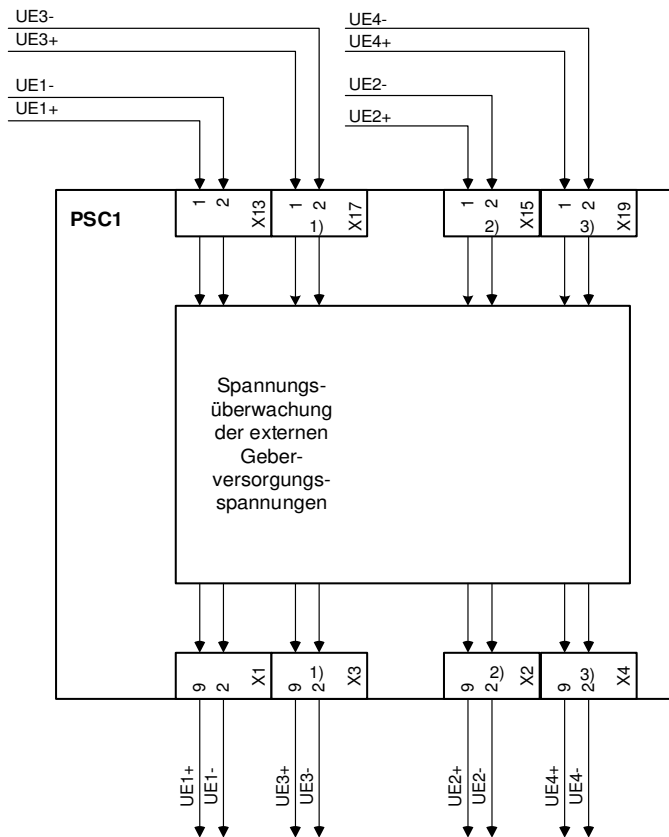 UE3-
UE3+
UE1-
UE1+
UE4-
UE4+
UE2-
UE2+
PSC1
1 2 X13
1 2 1) X17
1 2 2) X15
1 2 3) X19
Spannungs-
überwachung
der externen
Geber-
versorgungs-
spannungen
9 2 X1
1) 9 2 X3
2) 9 2 X2
3) 9 2 X4
UE1+
UE1-
UE3+
UE3-
UE2+
UE2-
UE4+
UE4-